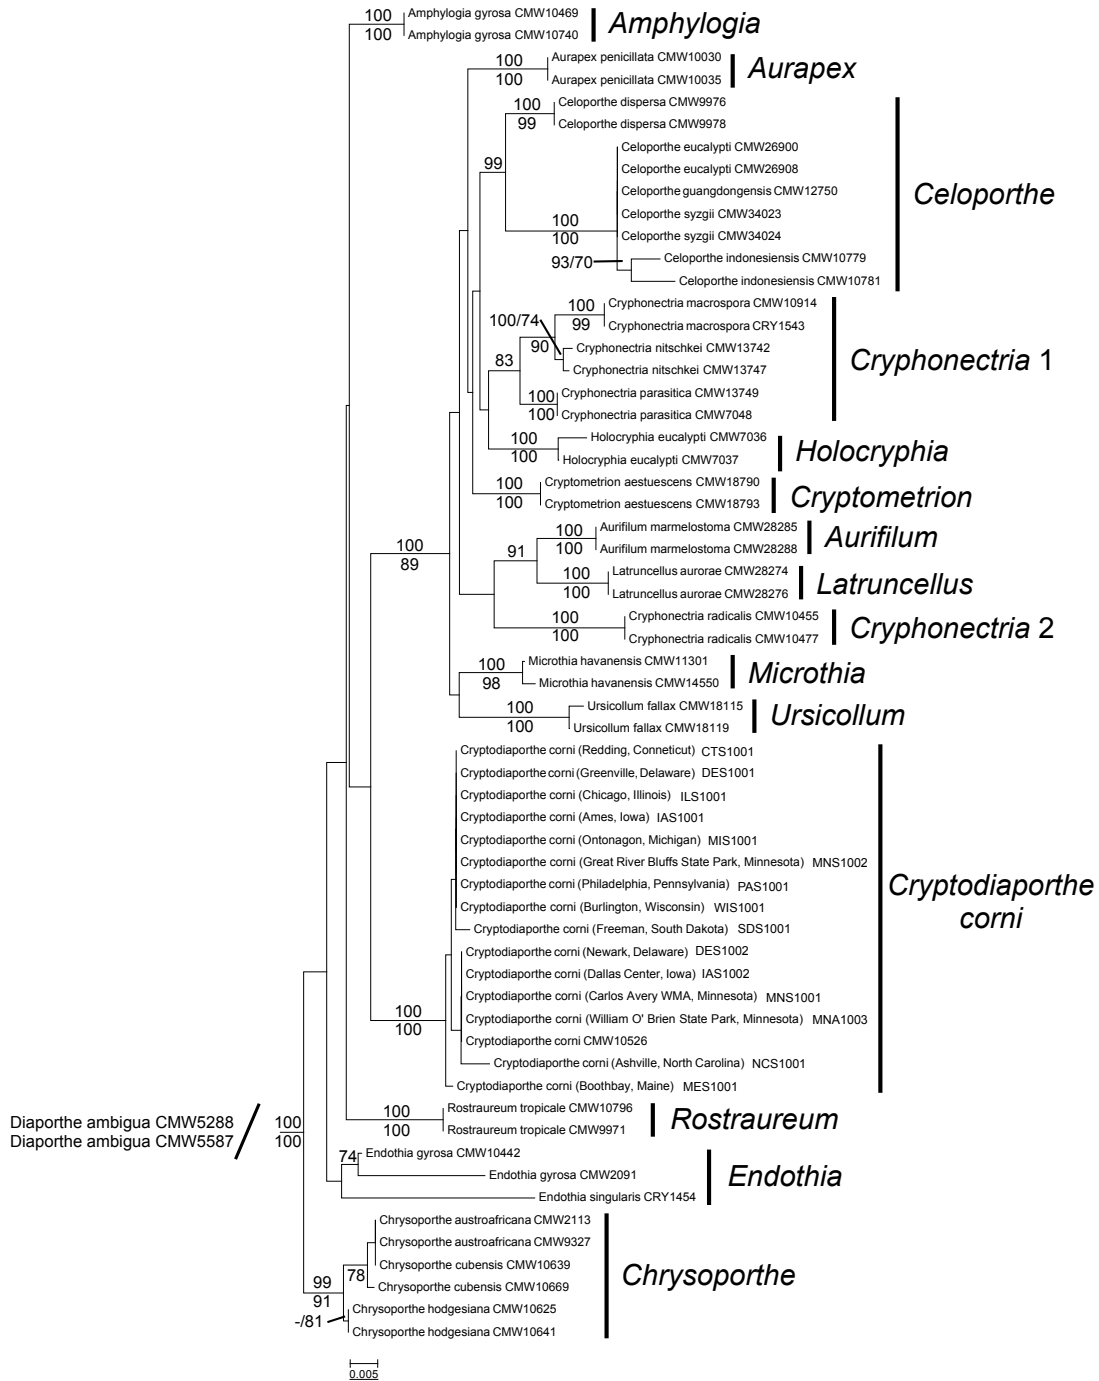 100
100
Amphylogia gyrosa CMW10469
Amphylogia gyrosa CMW10740
Amphylogia
100
100
Aurapex penicillata CMW10030
Aurapex penicillata CMW10035
Aurapex
99
100
99
Celoporthe dispersa CMW9976
Celoporthe dispersa CMW9978
Celoporthe eucalypti CMW26900
Celoporthe eucalypti CMW26908
Celoporthe guangdongensis CMW12750
Celoporthe syzgii CMW34023
Celoporthe syzgii CMW34024
100
100
93/70
Celoporthe indonesiensis CMW10779
Celoporthe indonesiensis CMW10781
Celoporthe
100
99
Cryphonectria macrospora CMW10914
Cryphonectria macrospora CRY1543
100/74
90
Cryphonectria nitschkei CMW13742
Cryphonectria nitschkei CMW13747
83
100
100
Cryphonectria parasitica CMW13749
Cryphonectria parasitica CMW7048
Cryphonectria 1
100
100
Holocryphia eucalypti CMW7036
Holocryphia eucalypti CMW7037
Holocryphia
100
100
Cryptometrion aestuescens CMW18790
Cryptometrion aestuescens CMW18793
Cryptometrion
100
89
91
100
100
Aurifilum marmelostoma CMW28285
Aurifilum marmelostoma CMW28288
Aurifilum
100
100
Latruncellus aurorae CMW28274
Latruncellus aurorae CMW28276
Latruncellus
100
100
Cryphonectria radicalis CMW10455
Cryphonectria radicalis CMW10477
Cryphonectria 2
100
98
Microthia havanensis CMW11301
Microthia havanensis CMW14550
Microthia
100
100
Ursicollum fallax CMW18115
Ursicollum fallax CMW18119
Ursicollum
Cryptodiaporthe corni (Redding, Conneticut) CTS1001
Cryptodiaporthe corni (Greenville, Delaware) DES1001
Cryptodiaporthe corni (Chicago, Illinois) ILS1001
Cryptodiaporthe corni (Ames, Iowa) IAS1001
Cryptodiaporthe corni (Ontonagon, Michigan) MIS1001
Cryptodiaporthe corni (Great River Bluffs State Park, Minnesota) MNS1002
Cryptodiaporthe corni (Philadelphia, Pennsylvania) PAS1001
Cryptodiaporthe corni (Burlington, Wisconsin) WIS1001
Cryptodiaporthe corni (Freeman, South Dakota) SDS1001
Cryptodiaporthe corni (Newark, Delaware) DES1002
Cryptodiaporthe corni (Dallas Center, Iowa) IAS1002
Cryptodiaporthe corni (Carlos Avery WMA, Minnesota) MNS1001
Cryptodiaporthe corni (William O' Brien State Park, Minnesota) MNA1003
Cryptodiaporthe corni CMW10526
Cryptodiaporthe corni (Ashville, North Carolina) NCS1001
Cryptodiaporthe corni (Boothbay, Maine) MES1001
100
100
Cryptodiaporthe
corni
Diaporthe ambigua CMW5288
Diaporthe ambigua CMW5587
100
100
100
100
Rostraureum tropicale CMW10796
Rostraureum tropicale CMW9971
Rostraureum
74
Endothia gyrosa CMW10442
Endothia gyrosa CMW2091
Endothia singularis CRY1454
Endothia
99
91
78
Chrysoporthe austroafricana CMW2113
Chrysoporthe austroafricana CMW9327
Chrysoporthe cubensis CMW10639
Chrysoporthe cubensis CMW10669
-/81
Chrysoporthe hodgesiana CMW10625
Chrysoporthe hodgesiana CMW10641
Chrysoporthe
0.005